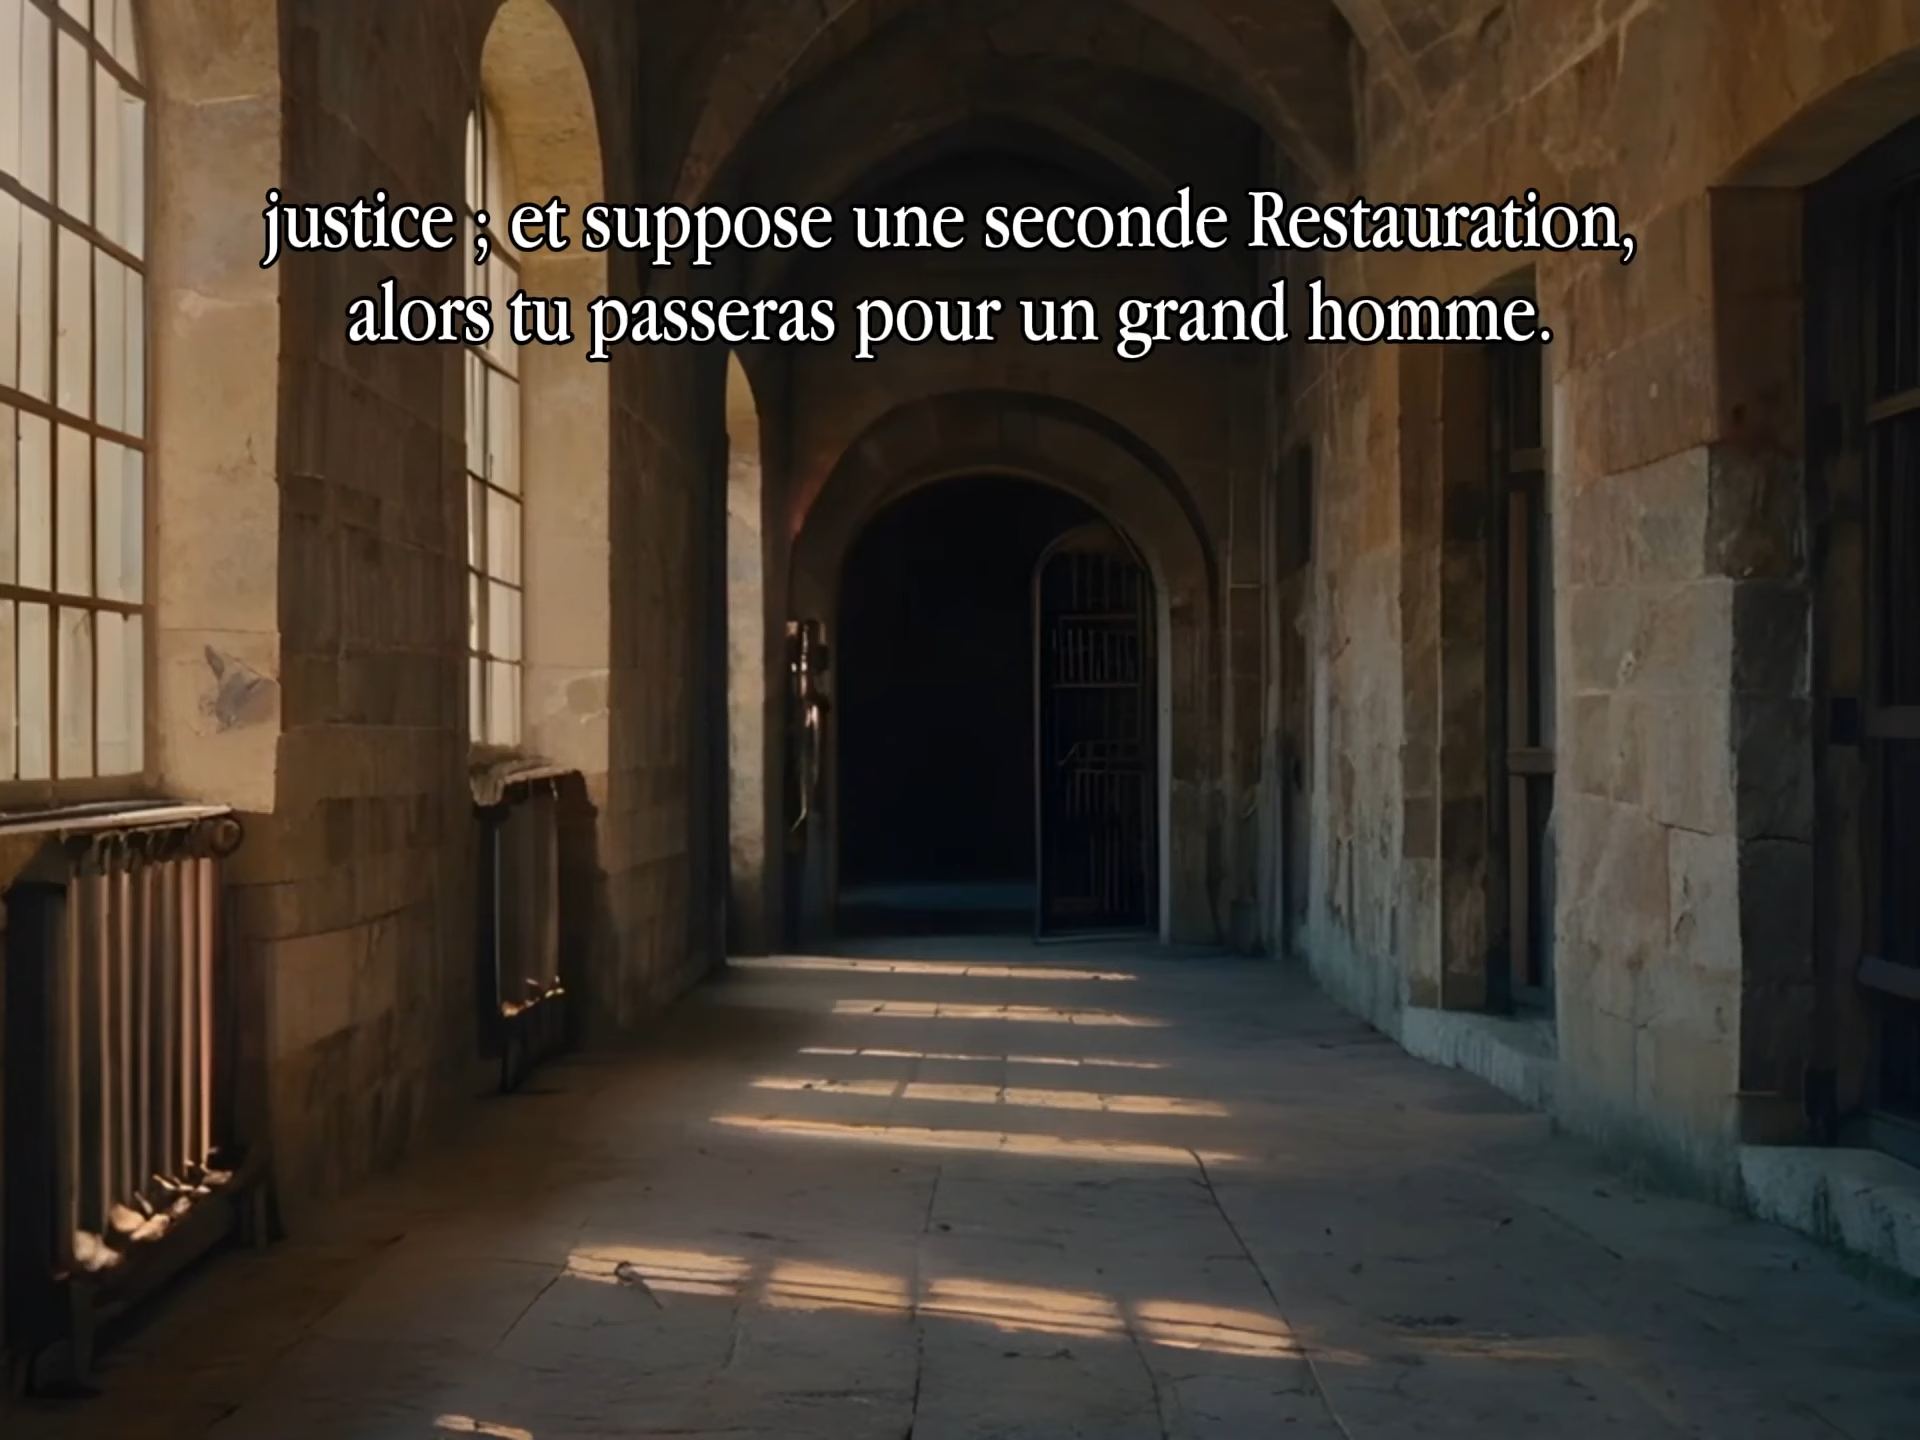 justice ; et suppose une seconde Restauration,
alors tu passeras pour un grand homme.